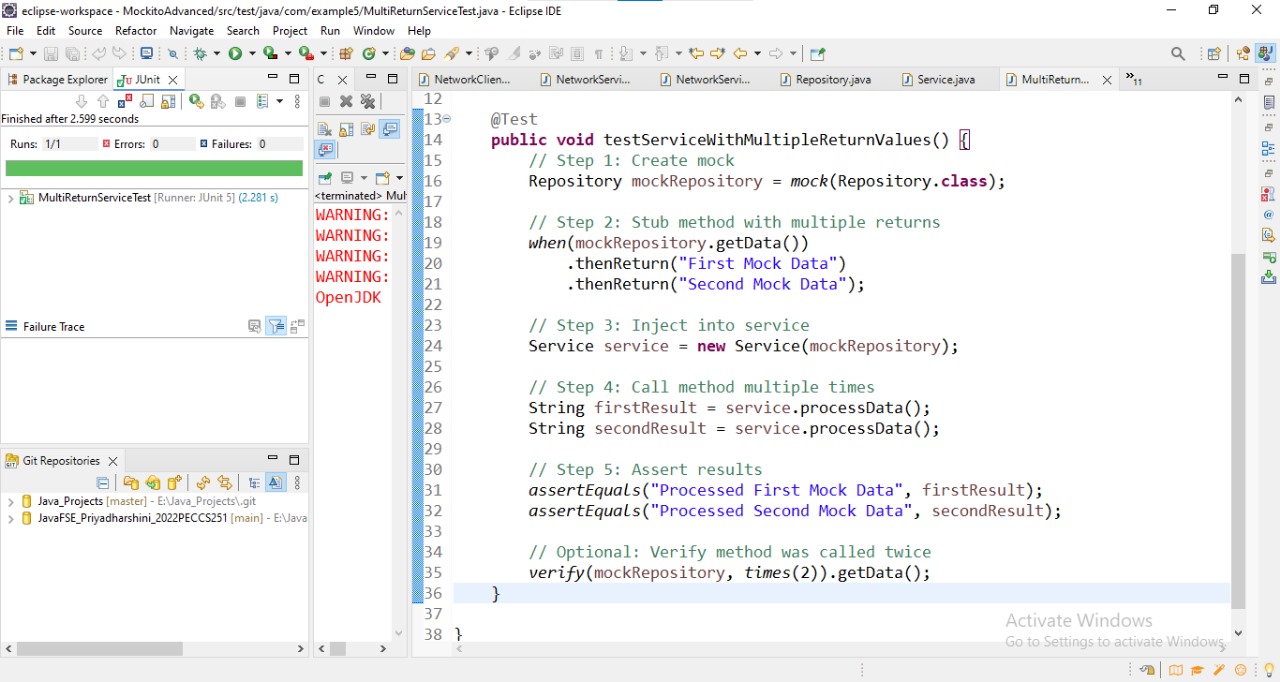 eclipse-workspace - MockitoAdvanced/src/test/java/com/example5/MultiReturnServiceTest.java - Eclipse IDE
File Edit Source Refactor Navigate Search Project Run Window Help
Package Explorer JUnit
Finished after 2.599 seconds
Runs: 1/1 Errors: 0 Failures: 0
MultiReturnServiceTest [Runner: JUnit 5] (2.281 s)
Failure Trace
Git Repositories
Java_Projects [master] - E:\Java_Projects\.git
JavaFSE_Priyadharshini_2022PECCS251 [main] - E:\Java
C
<terminated> Mul
WARNING:
WARNING:
WARNING:
WARNING:
OpenJDK
NetworkClien... NetworkServi... NetworkServi... Repository.java Service.java MultiReturn... »11
12
13 @Test
14 public void testServiceWithMultipleReturnValues() {
15 // Step 1: Create mock
16 Repository mockRepository = mock(Repository.class);
17
18 // Step 2: Stub method with multiple returns
19 when(mockRepository.getData())
20 .thenReturn("First Mock Data")
21 .thenReturn("Second Mock Data");
22
23 // Step 3: Inject into service
24 Service service = new Service(mockRepository);
25
26 // Step 4: Call method multiple times
27 String firstResult = service.processData();
28 String secondResult = service.processData();
29
30 // Step 5: Assert results
31 assertEquals("Processed First Mock Data", firstResult);
32 assertEquals("Processed Second Mock Data", secondResult);
33
34 // Optional: Verify method was called twice
35 verify(mockRepository, times(2)).getData();
36 }
37
38 }
Activate Windows
Go to Settings to activate Windows.